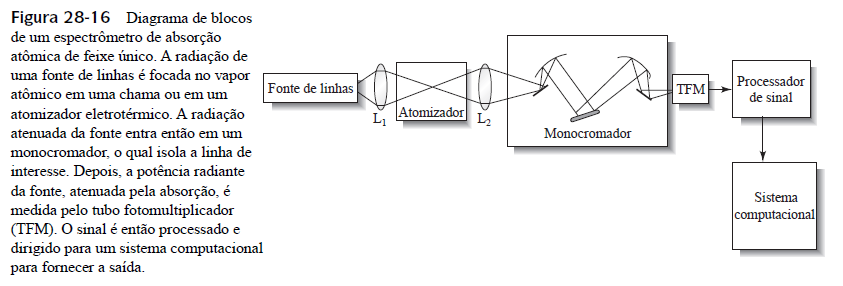 Figura 28-16 Diagrama de blocos
de um espectrômetro de absorção
atômica de feixe único. A radiação de
uma fonte de linhas é focada no vapor
atômico em uma chama ou em um
atomizador eletrotérmico. A radiação
atenuada da fonte entra então em um
monocromador, o qual isola a linha de
interesse. Depois, a potência radiante
da fonte, atenuada pela absorção, é
medida pelo tubo fotomultiplicador
(TFM). O sinal é então processado e
dirigido para um sistema computacional
para fornecer a saída.
Fonte de linhas
L1
Atomizador
L2
Monocromador
TFM
Processador
de sinal
Sistema
computacional